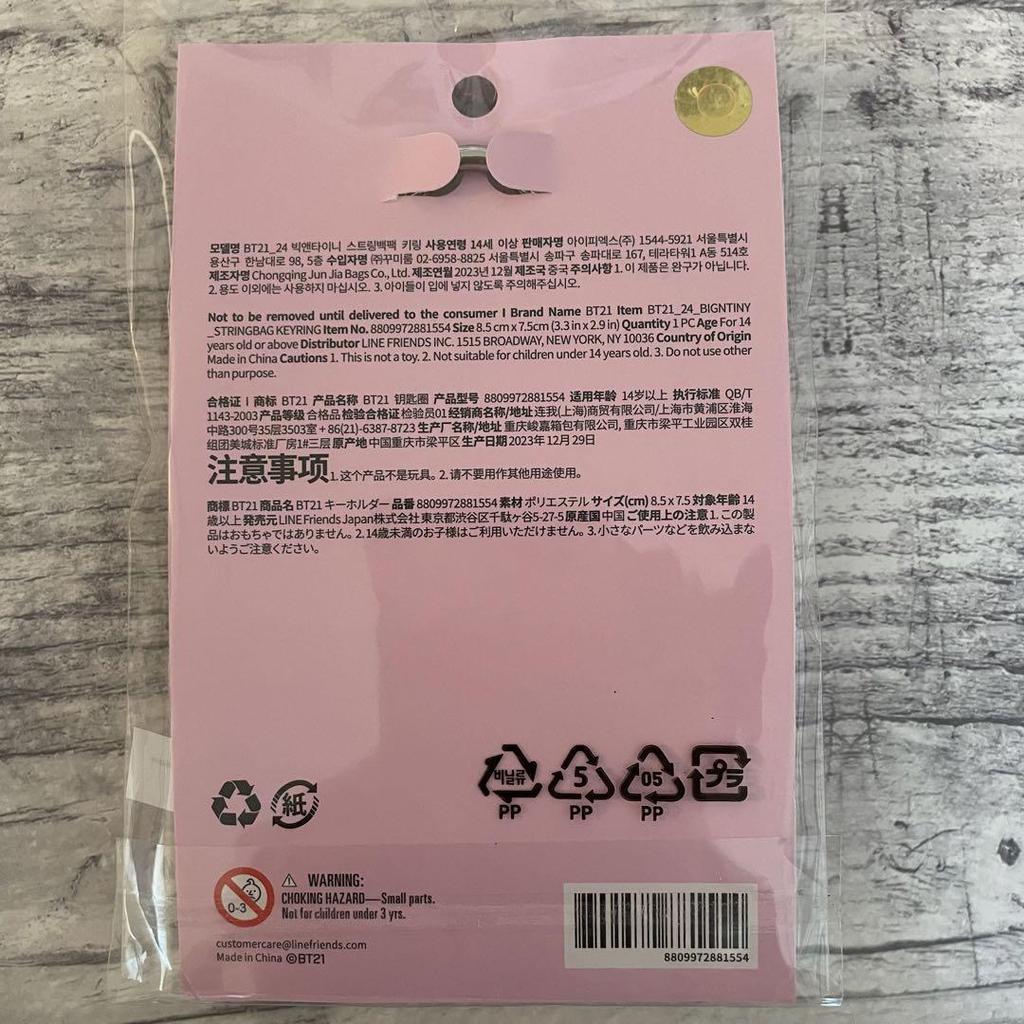 모델명 BT21_24 빅앤타이니 스트링백팩 키링 사용연령 14세 이상 판매자명 아이피엑스(주) 1544-5921 서울특별시
용산구 한남대로 98, 5층 수입자명 ㈜꾸미룸 02-6958-8825 서울특별시 송파구 송파대로 167, 테라타워1 A동 514호
제조자명 Chongqing Jun Jia Bags Co., Ltd. 제조연월 2023년 12월 제조국 중국 주의사항 1. 이 제품은 완구가 아닙니다.
2. 용도 이외에는 사용하지 마십시오. 3. 아이들이 입에 넣지 않도록 주의해주십시오.
Not to be removed until delivered to the consumer I Brand Name BT21 Item BT21_24_BIGNTINY
_STRINGBAG KEYRING Item No. 8809972881554 Size 8.5 cm x 7.5cm (3.3 in x 2.9 in) Quantity 1 PC Age For 14
years old or above Distributor LINE FRIENDS INC. 1515 BROADWAY, NEW YORK, NY 10036 Country of Origin
Made in China Cautions 1. This is not a toy. 2. Not suitable for children under 14 years old. 3. Do not use other
than purpose.
合格证 I 商标 BT21 产品名称 BT21 钥匙圈 产品型号 8809972881554 适用年龄 14岁以上 执行标准 QB/T
1143-2003 产品等级 合格品 检验合格证 检验员01 经销商名称/地址 连我(上海)商贸有限公司/上海市黄浦区淮海
中路300号35层3503室 + 86(21)-6387-8723 生产厂名称/地址 重庆峻嘉箱包有限公司, 重庆市梁平工业园区双桂
组团美城标准厂房1#三层 原产地 中国重庆市梁平区 生产日期 2023年 12月 29日
注意事项 1. 这个产品不是玩具。 2. 请不要用作其他用途使用。
商標 BT21 商品名 BT21 キーホルダー 品番 8809972881554 素材 ポリエステル サイズ(cm) 8.5 x 7.5 対象年齢 14
歳以上 発売元 LINE Friends Japan株式会社 東京都渋谷区千駄ヶ谷5-27-5 原産国 中国 ご使用上の注意 1. この製
品はおもちゃではありません。 2. 14歳未満のお子様はご利用いただけません。 3. 小さなパーツなどを飲み込まな
いようご注意ください。
紙
비닐류 5 05 プラ
PP PP PP
0-3
WARNING:
CHOKING HAZARD—Small parts.
Not for children under 3 yrs.
customercare@linefriends.com
Made in China ©BT21
8809972881554